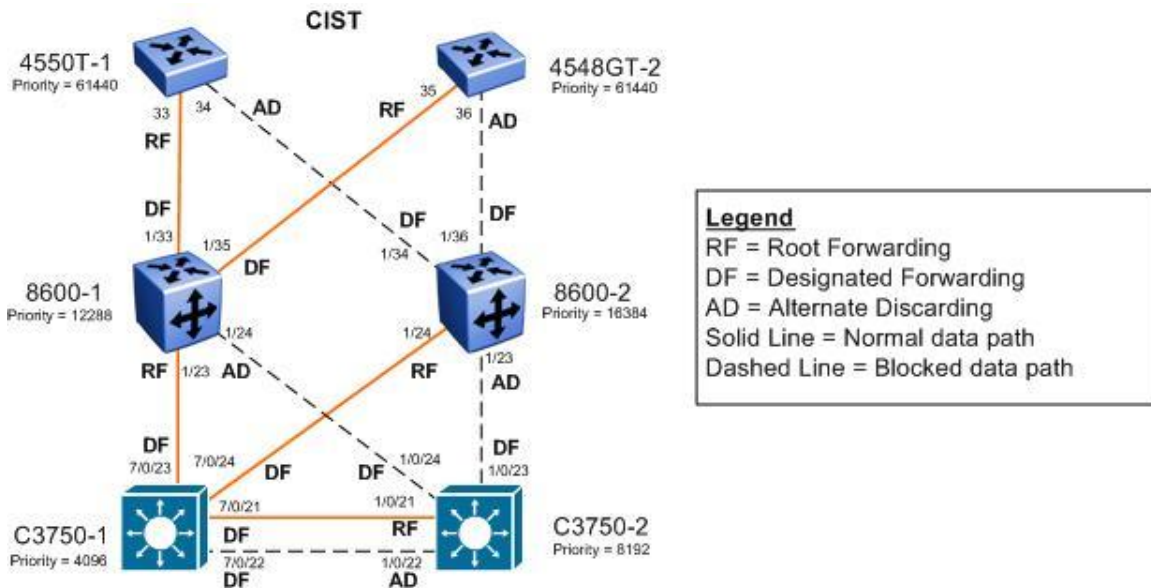 CIST
4550T-1
Priority = 61440
4548GT-2
Priority = 61440
33
34
AD
RF
35
RF
36
AD
DF
1/33
1/35
DF
DF
1/34
1/36
DF
8600-1
Priority = 12288
8600-2
Priority = 16384
RF
1/23
1/24
AD
1/24
RF
1/23
AD
DF
7/0/23
7/0/24
DF
DF
1/0/24
DF
1/0/23
7/0/21
1/0/21
C3750-1
Priority = 4096
DF
RF
C3750-2
Priority = 8192
7/0/22
1/0/22
DF
AD
Legend
RF = Root Forwarding
DF = Designated Forwarding
AD = Alternate Discarding
Solid Line = Normal data path
Dashed Line = Blocked data path